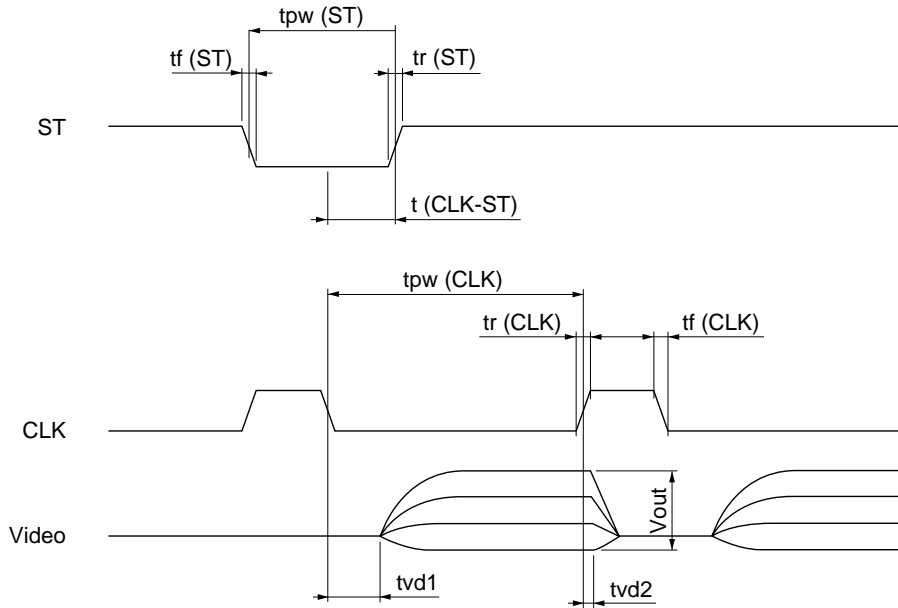 tpw (ST)
tf (ST)
tr (ST)
ST
t (CLK-ST)
tpw (CLK)
tr (CLK)
tf (CLK)
CLK
Vout
Video
tvd1
tvd2